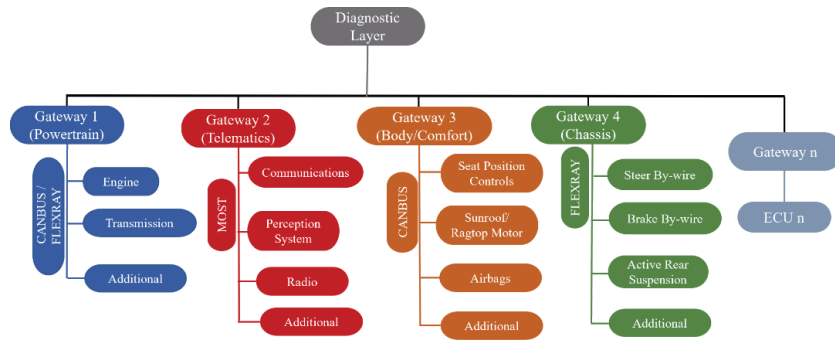 Diagnostic
Layer
Gateway 1
(Powertrain)
CANBUS /
FLEXRAY
Engine
Transmission
Additional
Gateway 2
(Telematics)
MOST
Communications
Perception
System
Radio
Additional
Gateway 3
(Body/Comfort)
CANBUS
Seat Position
Controls
Sunroof/
Ragtop Motor
Airbags
Additional
Gateway 4
(Chassis)
FLEXRAY
Steer By-wire
Brake By-wire
Active Rear
Suspension
Additional
Gateway n
ECU n